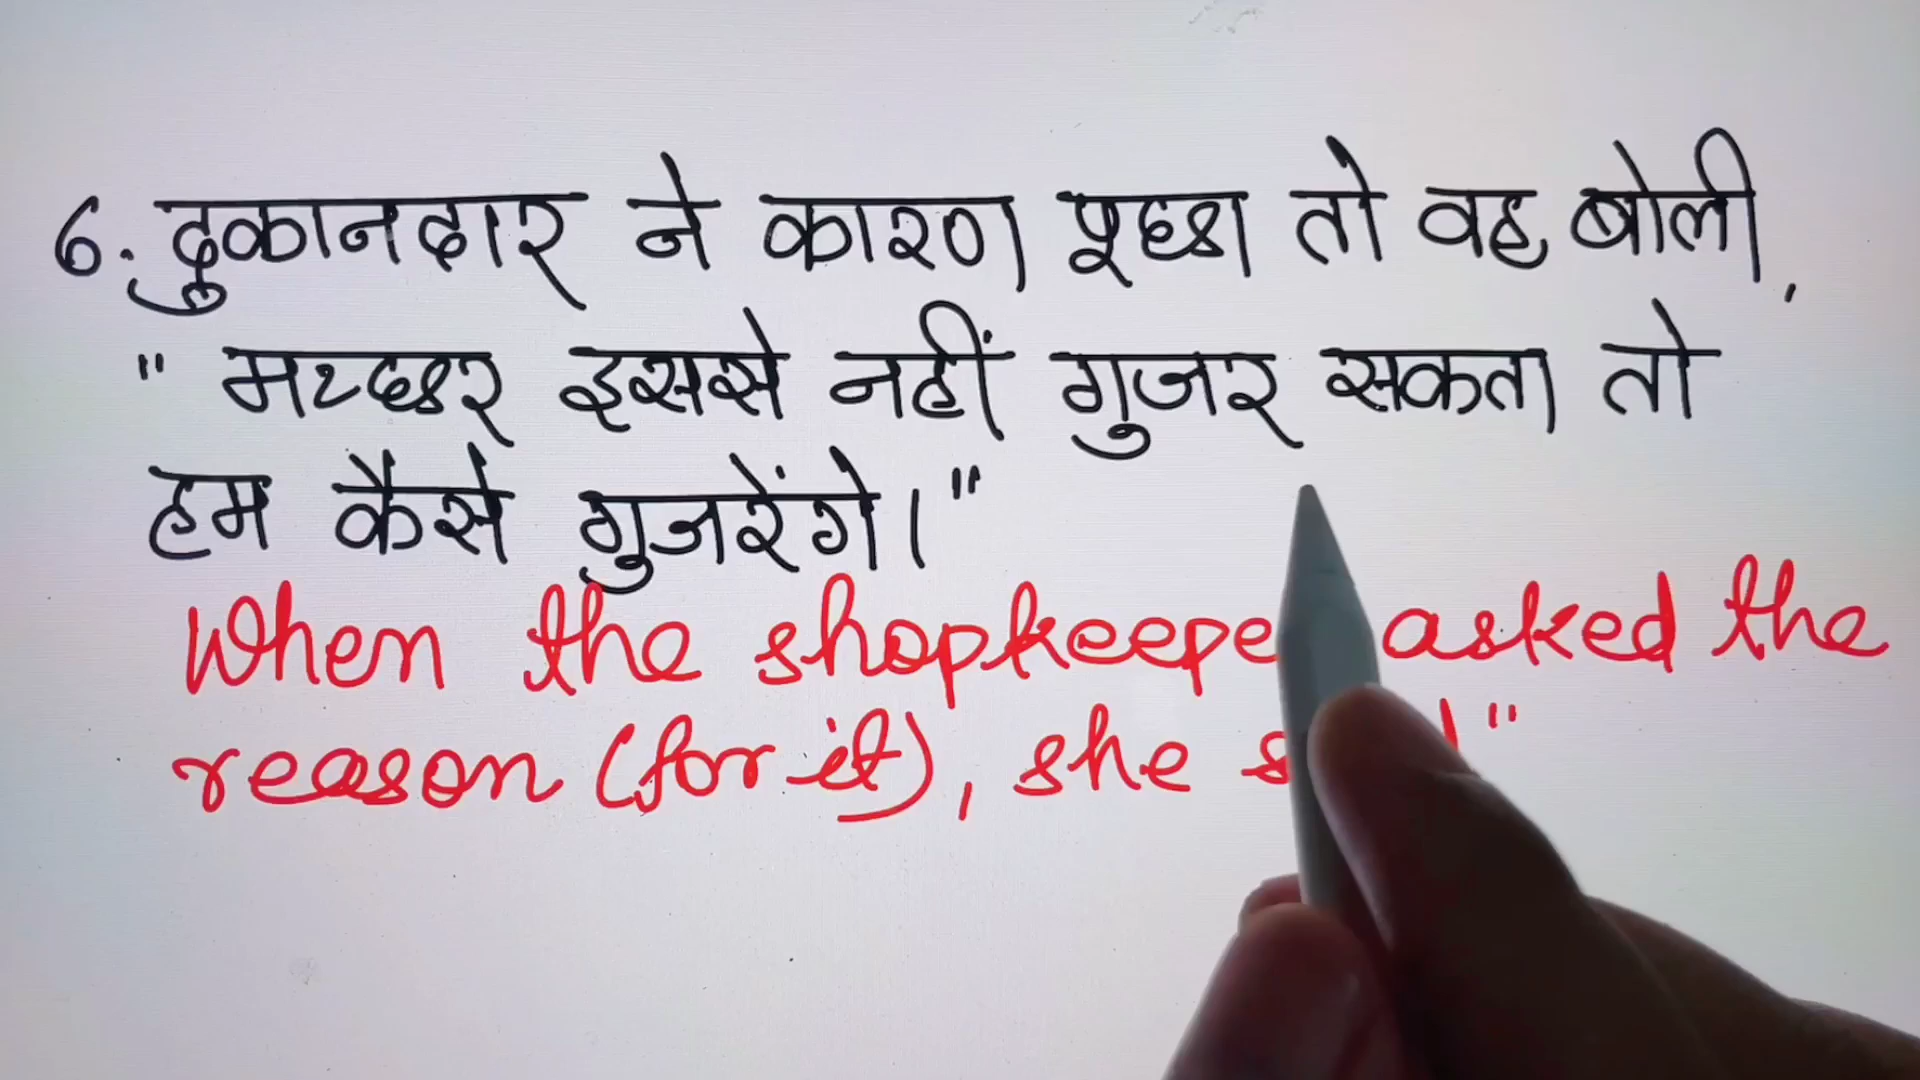 6. दुकानदार ने कारण पूछा तो वह बोली,
" मच्छर इससे नहीं गुजर सकता तो
हम कैसे गुजरेंगे।"
When the shopkeepe asked the
reason (for it), she "